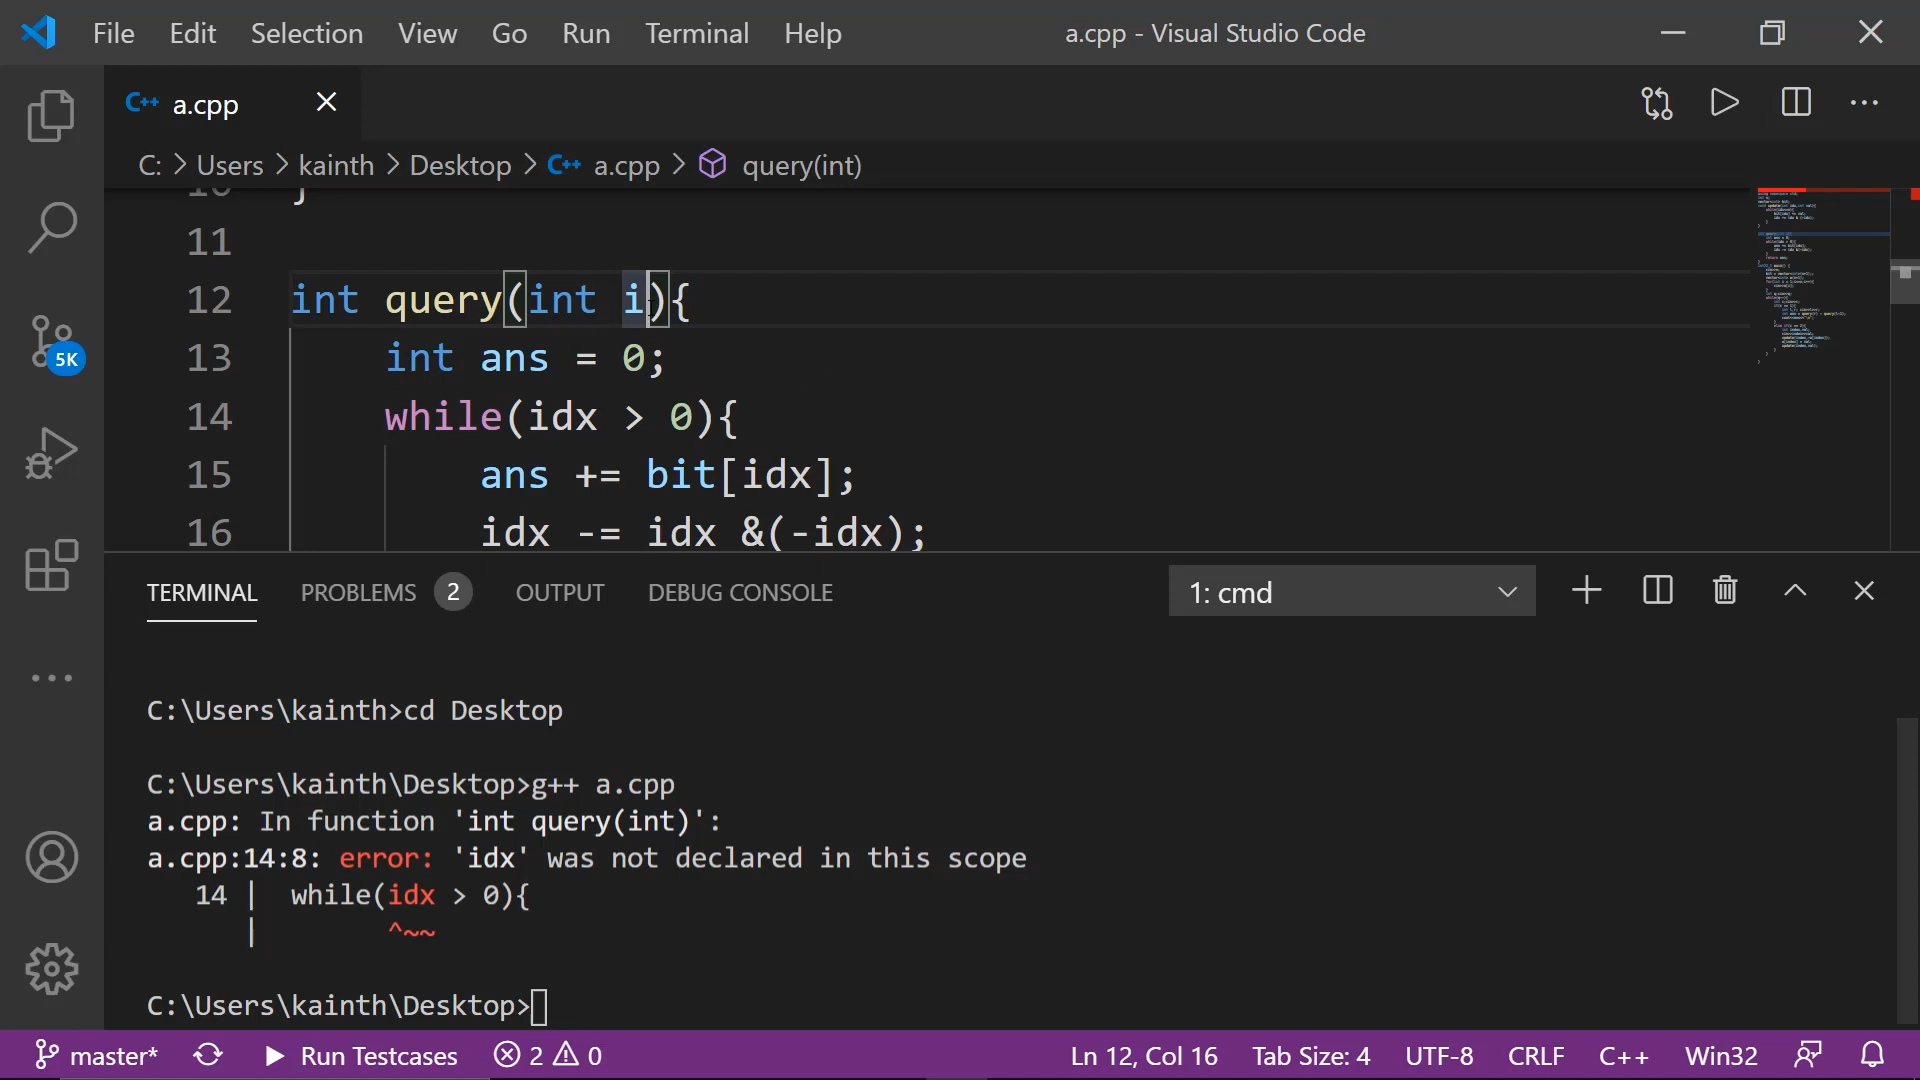 File Edit Selection View Go Run Terminal Help a.cpp - Visual Studio Code
C++ a.cpp
C: > Users > kainth > Desktop > C++ a.cpp > query(int)
10 }
11
12 int query(int i){
13 int ans = 0;
14 while(idx > 0){
15 ans += bit[idx];
16 idx -= idx &(-idx);
5K
TERMINAL PROBLEMS 2 OUTPUT DEBUG CONSOLE 1: cmd
C:\Users\kainth>cd Desktop
C:\Users\kainth\Desktop>g++ a.cpp
a.cpp: In function 'int query(int)':
a.cpp:14:8: error: 'idx' was not declared in this scope
14 | while(idx > 0){
| ^~~
C:\Users\kainth\Desktop>
master* Run Testcases 2 0 Ln 12, Col 16 Tab Size: 4 UTF-8 CRLF C++ Win32